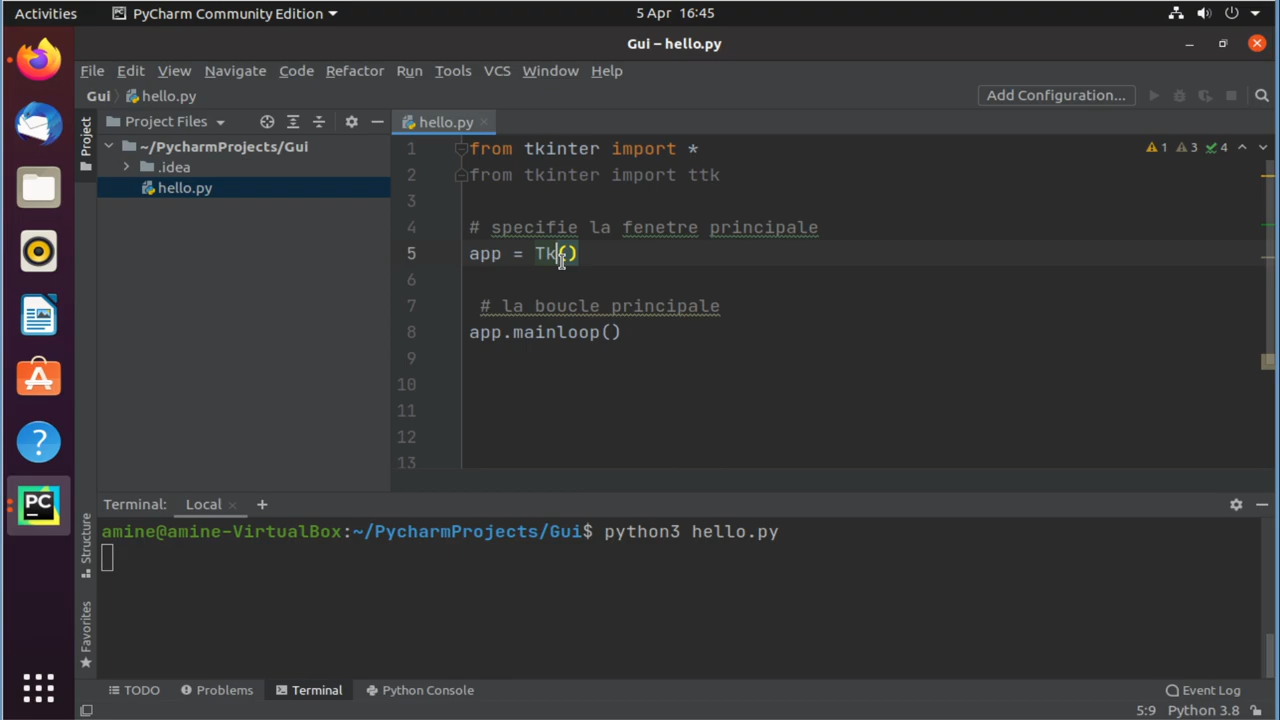 Activities PyCharm Community Edition 5 Apr 16:45
Gui – hello.py
File Edit View Navigate Code Refactor Run Tools VCS Window Help
Gui hello.py Add Configuration...
Project Project Files hello.py
~/PycharmProjects/Gui
.idea
hello.py
1 from tkinter import * 1 3 4
2 from tkinter import ttk
3
4 # specifie la fenetre principale
5 app = Tk()
6
7 # la boucle principale
8 app.mainloop()
9
10
11
12
13
Terminal: Local +
amine@amine-VirtualBox:~/PycharmProjects/Gui$ python3 hello.py
Structure
Favorites
PC
TODO Problems Terminal Python Console Event Log
5:9 Python 3.8